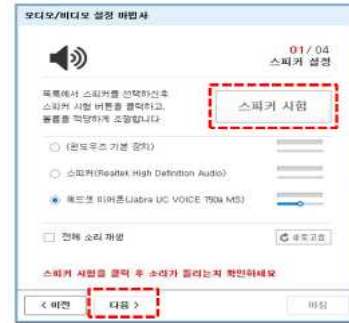 오디오/비디오 설정 마법사
01/ 04
스피커 설정
목록에서 스피커를 선택하신후
스피커 시험 버튼을 클릭하고,
볼륨을 적당하게 조절합니다
스피커 시험
(윈도우즈 기본 장치)
스피커(Realtek High Definition Audio)
헤드셋 이어폰(Jabra UC VOICE 750a MS)
전체 소리 재생
새로고침
스피커 시험을 클릭 후 소리가 들리는지 확인하세요
< 이전
다음 >
마침